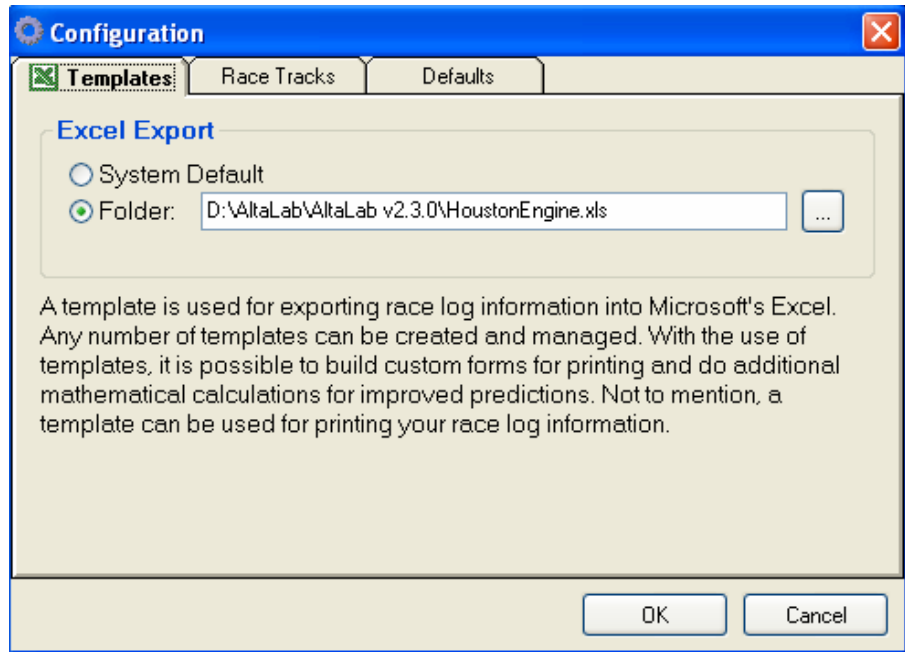 Configuration
Templates Race Tracks Defaults
Excel Export
System Default
Folder: D:\AltaLab\AltaLab v2.3.0\HoustonEngine.xls ...
A template is used for exporting race log information into Microsoft's Excel.
Any number of templates can be created and managed. With the use of
templates, it is possible to build custom forms for printing and do additional
mathematical calculations for improved predictions. Not to mention, a
template can be used for printing your race log information.
OK Cancel